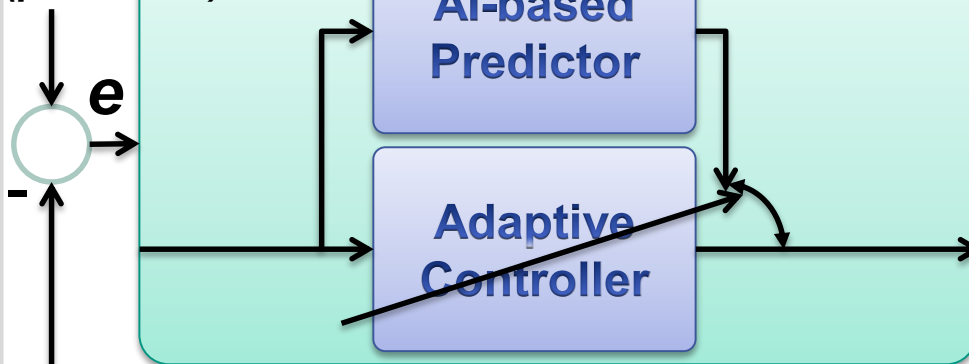 AI-based
Predictor
e
-
Adaptive
Controller